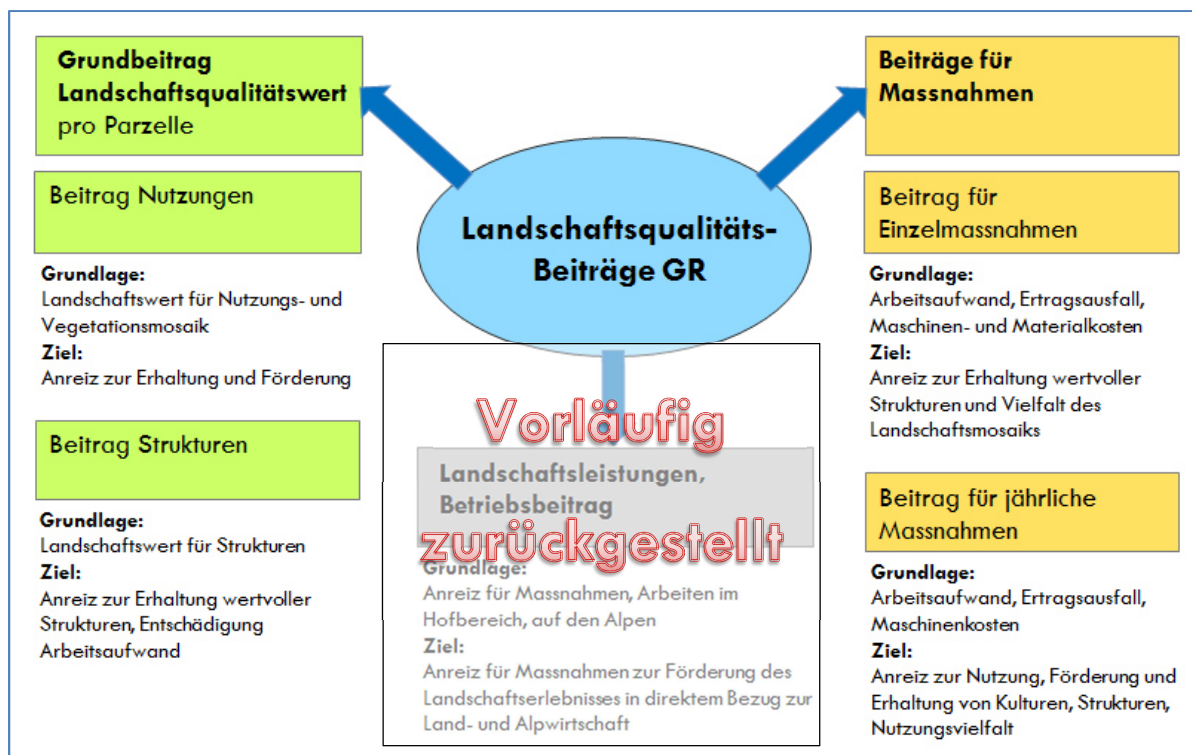 Grundbeitrag
Landschaftsqualitätswert
pro Parzelle
Beitrag Nutzungen
Grundlage:
Landschaftswert für Nutzungs- und
Vegetationsmosaik
Ziel:
Anreiz zur Erhaltung und Förderung
Beitrag Strukturen
Grundlage:
Landschaftswert für Strukturen
Ziel:
Anreiz zur Erhaltung wertvoller
Strukturen, Entschädigung
Arbeitsaufwand
Landschaftsqualitäts-
Beiträge GR
Vorläufig
Landschaftsleistungen,
Betriebsbeitrag
zurückgestellt
Grundlage:
Anreiz für Massnahmen, Arbeiten im
Hofbereich, auf den Alpen
Ziel:
Anreiz für Massnahmen zur Förderung des
Landschaftserlebnisses in direktem Bezug zur
Land- und Alpwirtschaft
Beiträge für
Massnahmen
Beitrag für
Einzelmassnahmen
Grundlage:
Arbeitsaufwand, Ertragsausfall,
Maschinen- und Materialkosten
Ziel:
Anreiz zur Erhaltung wertvoller
Strukturen und Vielfalt des
Landschaftsmosaiks
Beitrag für jährliche
Massnahmen
Grundlage:
Arbeitsaufwand, Ertragsausfall,
Maschinenkosten
Ziel:
Anreiz zur Nutzung, Förderung und
Erhaltung von Kulturen, Strukturen,
Nutzungsvielfalt